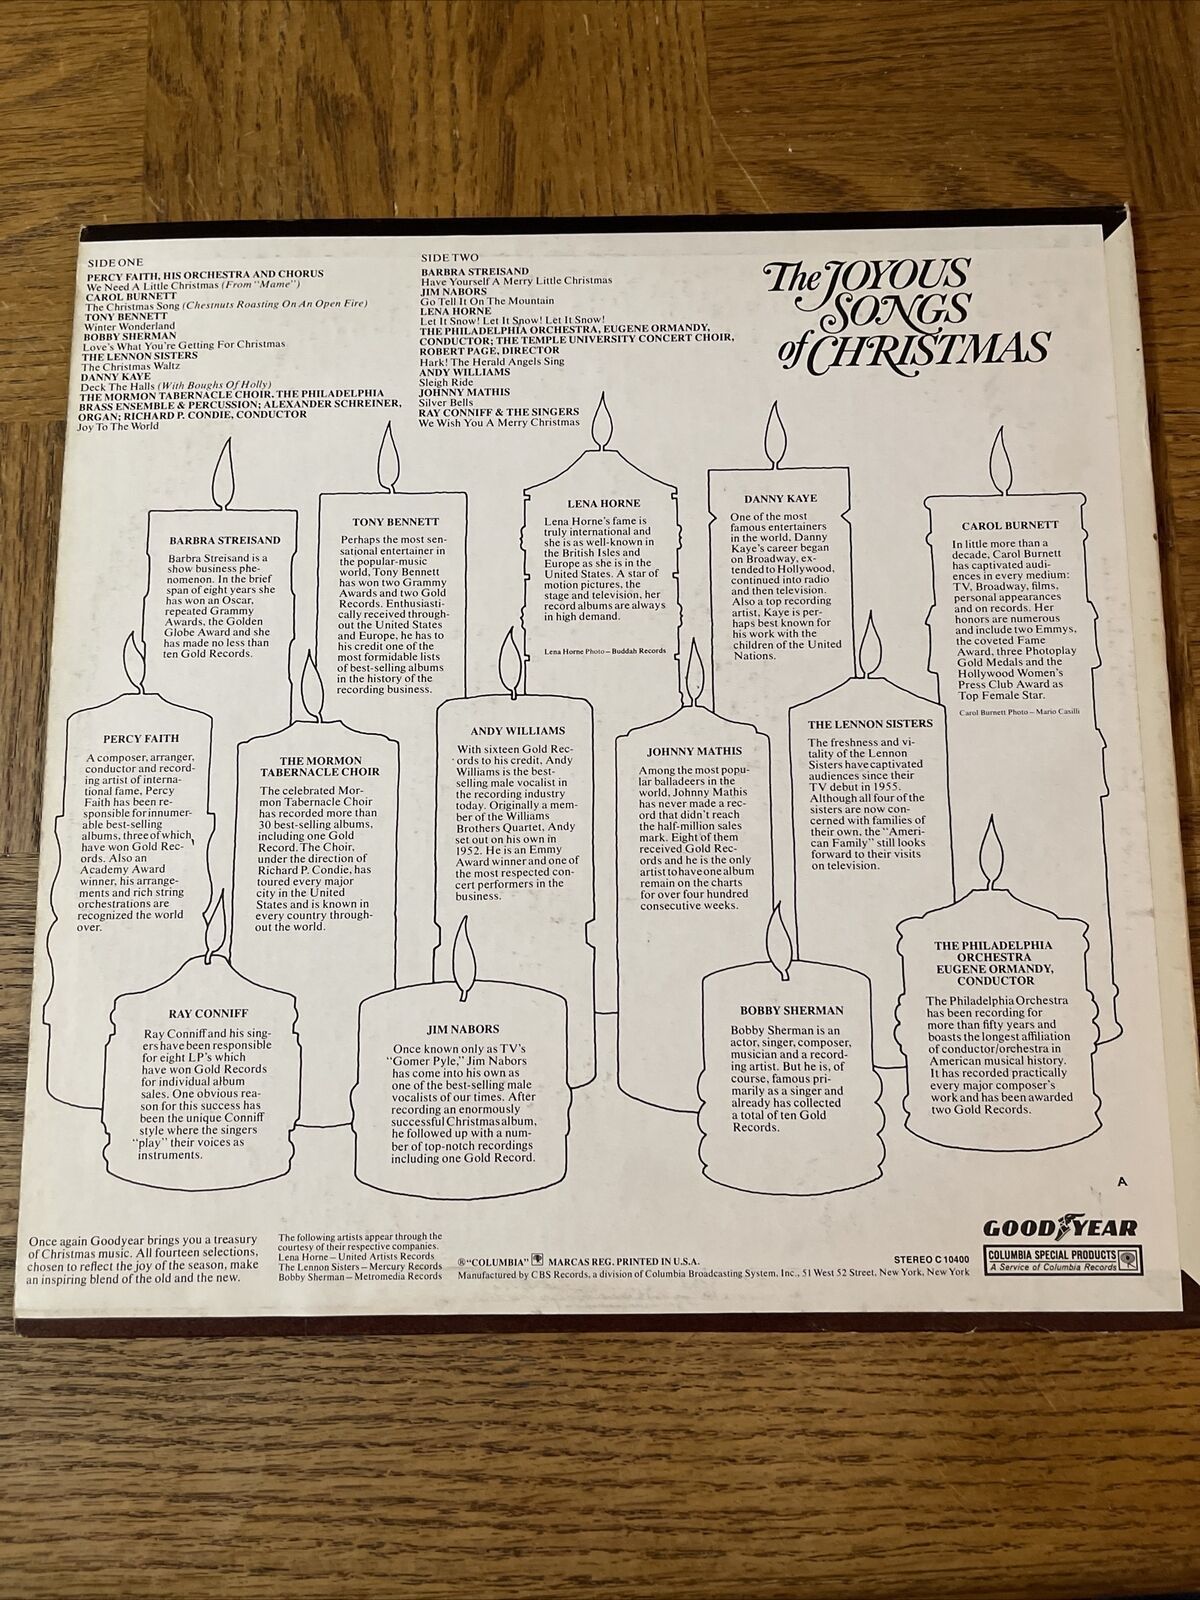 SIDE ONE
PERCY FAITH, HIS ORCHESTRA AND CHORUS
We Need A Little Christmas (From "Mame")
CAROL BURNETT
The Christmas Song (Chestnuts Roasting On An Open Fire)
TONY BENNETT
Winter Wonderland
BOBBY SHERMAN
Love's What You're Getting For Christmas
THE LENNON SISTERS
The Christmas Waltz
DANNY KAYE
Deck The Halls (With Boughs Of Holly)
THE MORMON TABERNACLE CHOIR, THE PHILADELPHIA
BRASS ENSEMBLE & PERCUSSION; ALEXANDER SCHREINER,
ORGAN; RICHARD P. CONDIE, CONDUCTOR
Joy To The World
SIDE TWO
BARBRA STREISAND
Have Yourself A Merry Little Christmas
JIM NABORS
Go Tell It On The Mountain
LENA HORNE
Let It Snow! Let It Snow! Let It Snow!
THE PHILADELPHIA ORCHESTRA, EUGENE ORMANDY,
CONDUCTOR; THE TEMPLE UNIVERSITY CONCERT CHOIR,
ROBERT PAGE, DIRECTOR
Hark! The Herald Angels Sing
ANDY WILLIAMS
Sleigh Ride
JOHNNY MATHIS
Silver Bells
RAY CONNIFF & THE SINGERS
We Wish You A Merry Christmas
The JOYOUS
SONGS
of CHRISTMAS
BARBRA STREISAND
Barbra Streisand is a
show business phe-
nomenon. In the brief
span of eight years she
has won an Oscar,
repeated Grammy
Awards, the Golden
Globe Award and she
has made no less than
ten Gold Records.
TONY BENNETT
Perhaps the most sen-
sational entertainer in
the popular-music
world, Tony Bennett
has won two Grammy
Awards and two Gold
Records. Enthusiasti-
cally received through-
out the United States
and Europe, he has to
his credit one of the
most formidable lists
of best-selling albums
in the history of the
recording business.
LENA HORNE
Lena Horne's fame is
truly international and
she is as well-known in
the British Isles and
Europe as she is in the
United States. A star of
motion pictures, the
stage and television, her
record albums are always
in high demand.
Lena Horne Photo – Buddah Records
DANNY KAYE
One of the most
famous entertainers
in the world, Danny
Kaye's career began
on Broadway, ex-
tended to Hollywood,
continued into radio
and then television.
Also a top recording
artist, Kaye is per-
haps best known for
his work with the
children of the United
Nations.
CAROL BURNETT
In little more than a
decade, Carol Burnett
has captivated audi-
ences in every medium:
TV, Broadway, films,
personal appearances
and on records. Her
honors are numerous
and include two Emmys,
the coveted Fame
Award, three Photoplay
Gold Medals and the
Hollywood Women's
Press Club Award as
Top Female Star.
Carol Burnett Photo – Mario Casilli
PERCY FAITH
A composer, arranger,
conductor and record-
ing artist of interna-
tional fame, Percy
Faith has been re-
sponsible for innumer-
able best-selling
albums, three of which
have won Gold Rec-
ords. Also an
Academy Award
winner, his arrange-
ments and rich string
orchestrations are
recognized the world
over.
THE MORMON
TABERNACLE CHOIR
The celebrated Mor-
mon Tabernacle Choir
has recorded more than
30 best-selling albums,
including one Gold
Record. The Choir,
under the direction of
Richard P. Condie, has
toured every major
city in the United
States and is known in
every country through-
out the world.
ANDY WILLIAMS
With sixteen Gold Rec-
ords to his credit, Andy
Williams is the best-
selling male vocalist in
the recording industry
today. Originally a mem-
ber of the Williams
Brothers Quartet, Andy
set out on his own in
1952. He is an Emmy
Award winner and one of
the most respected con-
cert performers in the
business.
JOHNNY MATHIS
Among the most popu-
lar balladeers in the
world, Johnny Mathis
has never made a rec-
ord that didn't reach
the half-million sales
mark. Eight of them
received Gold Rec-
ords and he is the only
artist to have one album
remain on the charts
for over four hundred
consecutive weeks.
THE LENNON SISTERS
The freshness and vi-
tality of the Lennon
Sisters have captivated
audiences since their
TV debut in 1955.
Although all four of the
sisters are now con-
cerned with families of
their own, the "Ameri-
can Family" still looks
forward to their visits
on television.
RAY CONNIFF
Ray Conniff and his sing-
ers have been responsible
for eight LP's which
have won Gold Records
for individual album
sales. One obvious rea-
son for this success has
been the unique Conniff
style where the singers
"play" their voices as
instruments.
JIM NABORS
Once known only as TV's
"Gomer Pyle," Jim Nabors
has come into his own as
one of the best-selling male
vocalists of our times. After
recording an enormously
successful Christmas album,
he followed up with a num-
ber of top-notch recordings
including one Gold Record.
BOBBY SHERMAN
Bobby Sherman is an
actor, singer, composer,
musician and a record-
ing artist. But he is, of
course, famous pri-
marily as a singer and
already has collected
a total of ten Gold
Records.
THE PHILADELPHIA
ORCHESTRA
EUGENE ORMANDY,
CONDUCTOR
The Philadelphia Orchestra
has been recording for
more than fifty years and
boasts the longest affiliation
of conductor/orchestra in
American musical history.
It has recorded practically
every major composer's
work and has been awarded
two Gold Records.
A
Once again Goodyear brings you a treasury
of Christmas music. All fourteen selections,
chosen to reflect the joy of the season, make
an inspiring blend of the old and the new.
The following artists appear through the
courtesy of their respective companies.
Lena Horne – United Artists Records
The Lennon Sisters – Mercury Records
Bobby Sherman – Metromedia Records
® "COLUMBIA" MARCAS REG. PRINTED IN U.S.A.
Manufactured by CBS Records, a division of Columbia Broadcasting System, Inc., 51 West 52 Street, New York, New York
STEREO C 10400
GOODYEAR
COLUMBIA SPECIAL PRODUCTS
A Service of Columbia Records